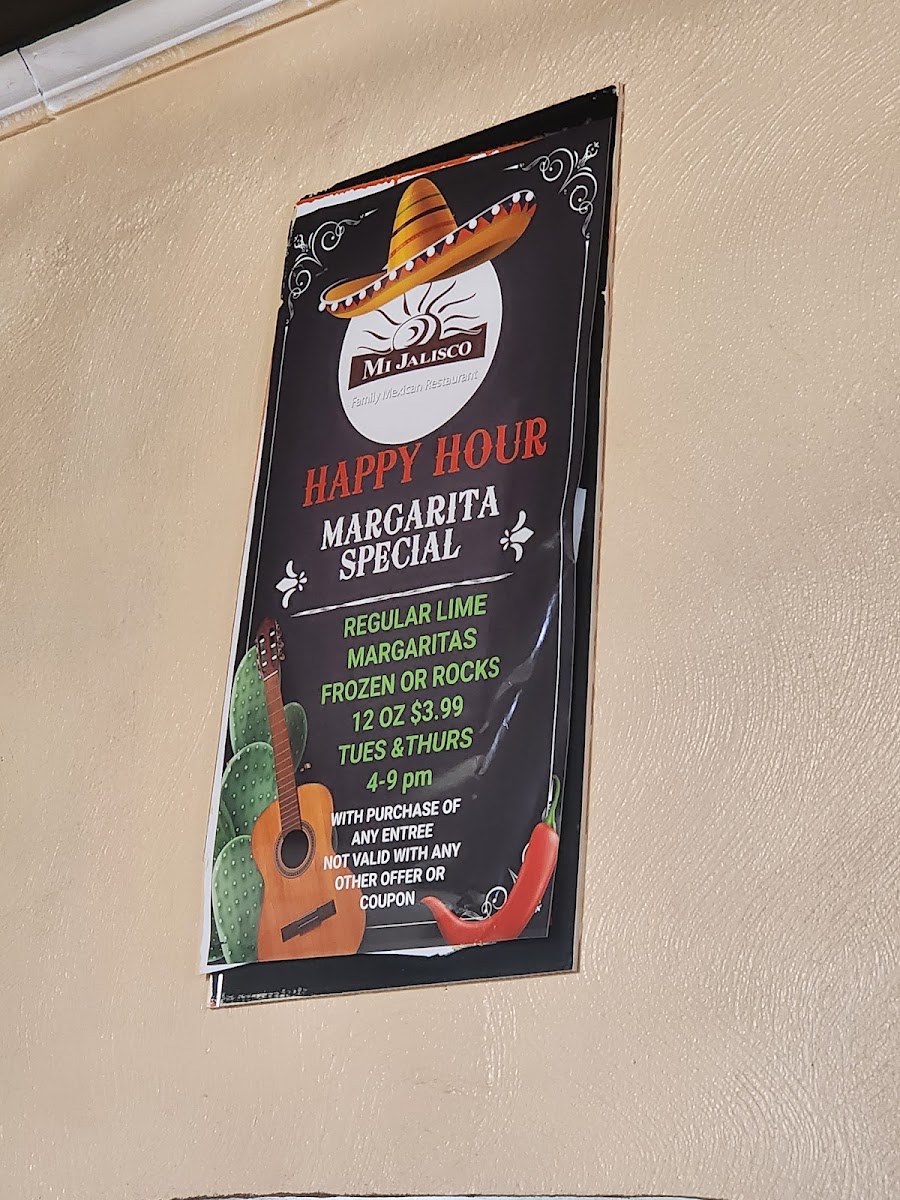 MI JALISCO
Family Mexican Restaurant
HAPPY HOUR
MARGARITA
SPECIAL
REGULAR LIME
MARGARITAS
FROZEN OR ROCKS
12 OZ $3.99
TUES &THURS
4-9 pm
WITH PURCHASE OF
ANY ENTREE
NOT VALID WITH ANY
OTHER OFFER OR
COUPON